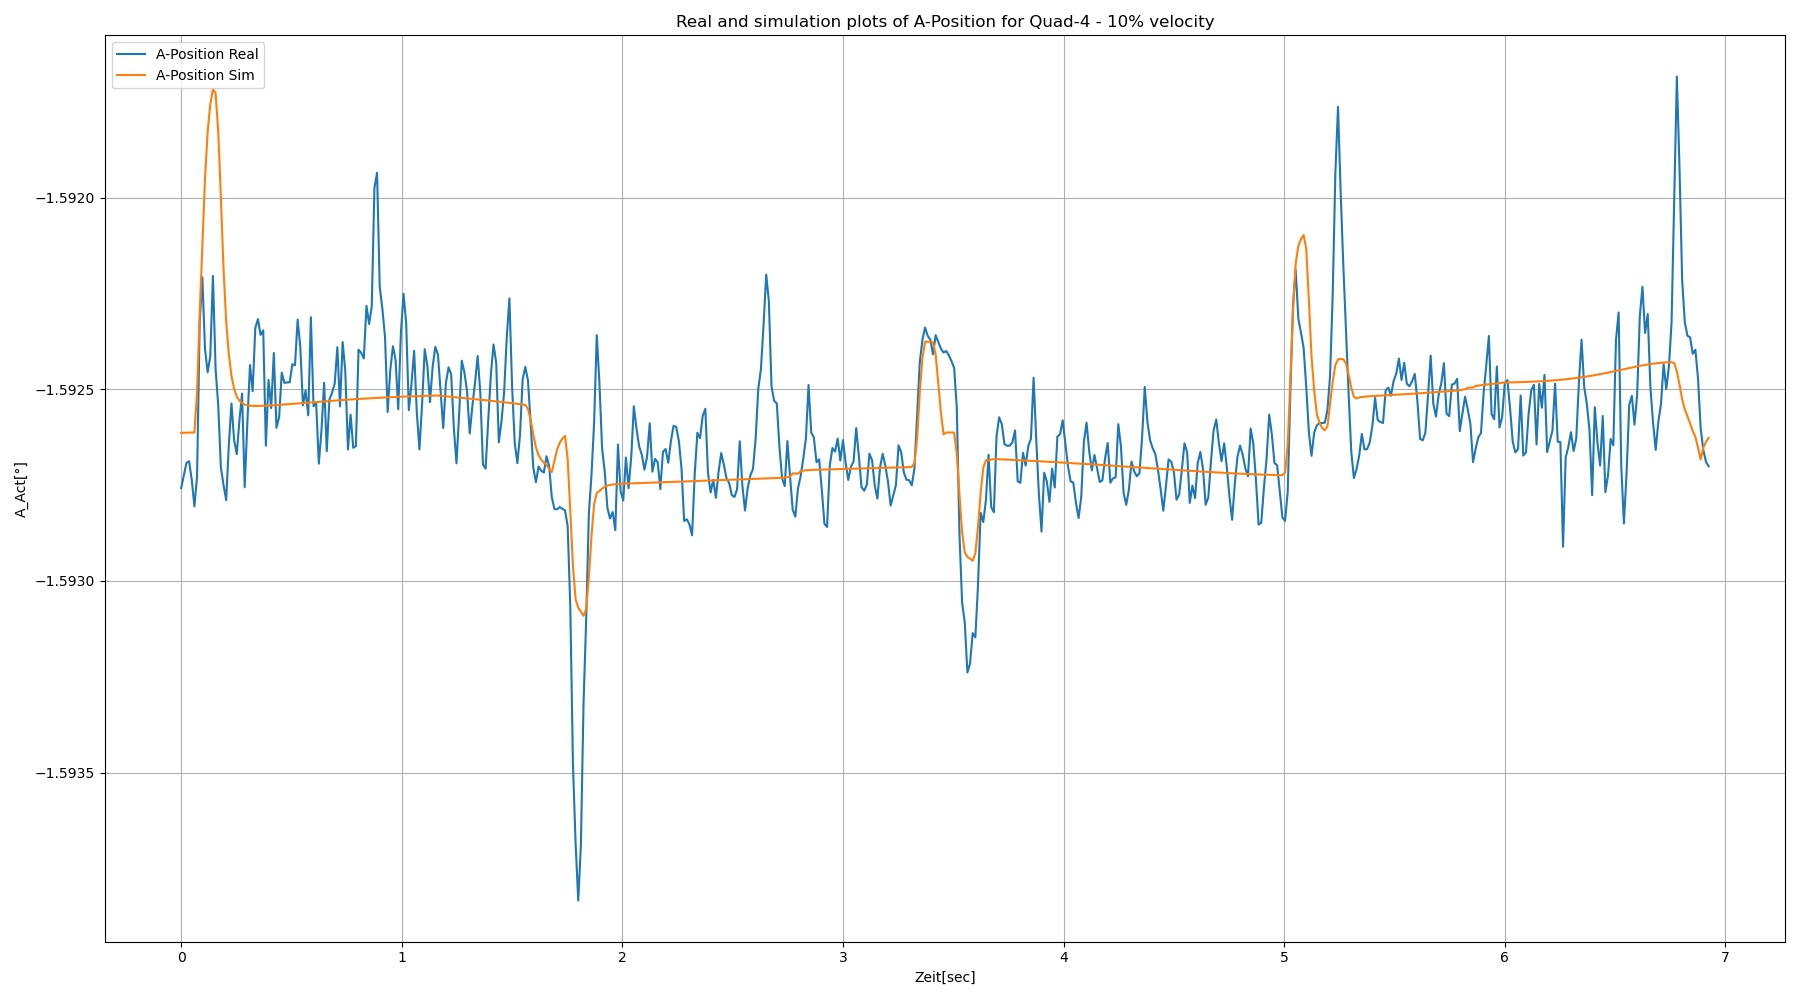 Real and simulation plots of A-Position for Quad-4 - 10% velocity
A-Position Real
A-Position Sim
−1.5920
−1.5925
−1.5930
−1.5935
A_Act[°]
0 1 2 3 4 5 6 7
Zeit[sec]